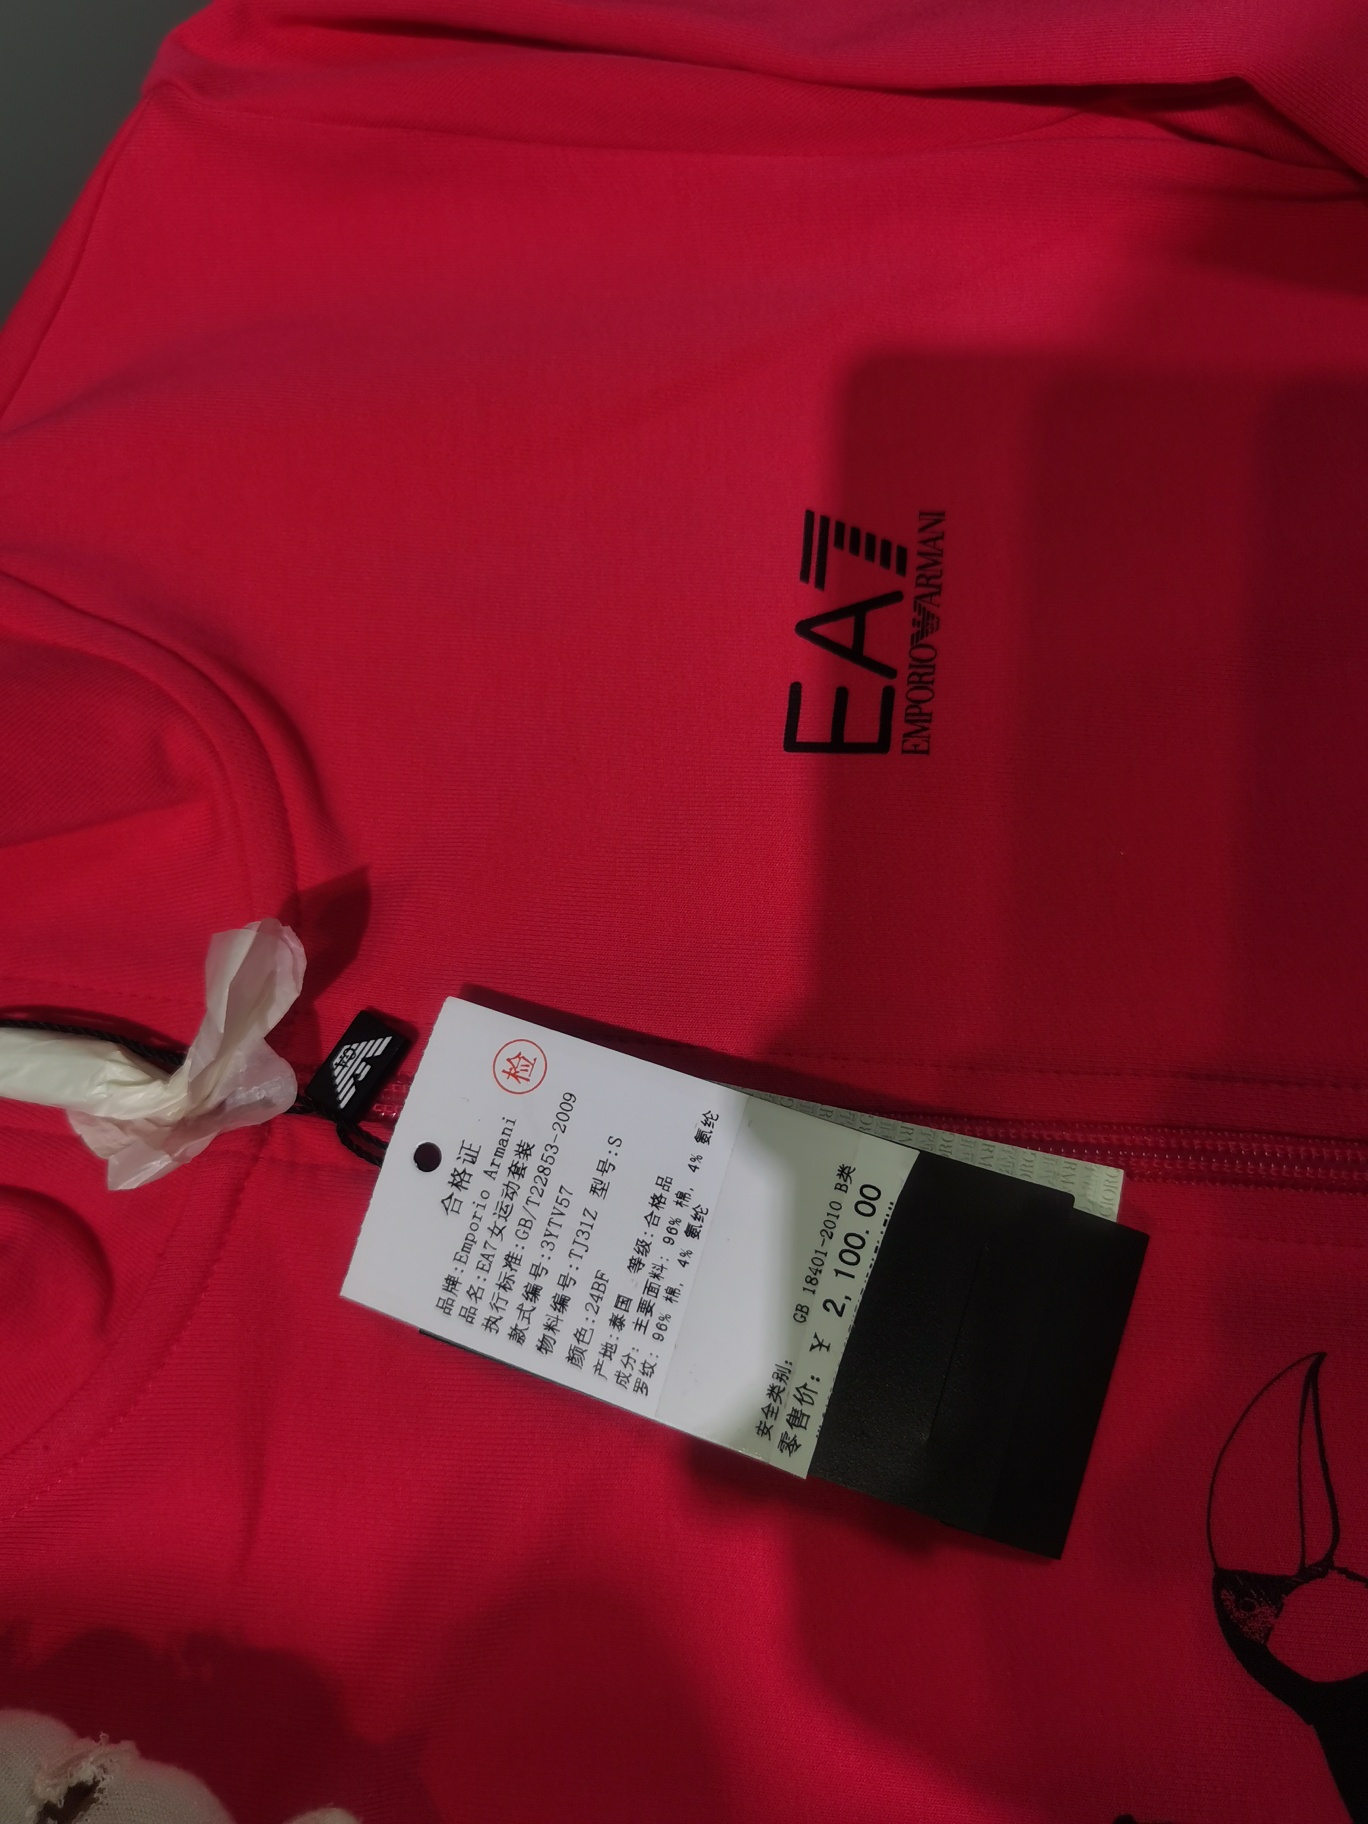 EA7
EMPORIO ARMANI
检
合格证
品牌:Emporio Armani
品名:EA7女运动套装
执行标准:GB/T22853-2009
款式编号:3YTV57
物料编号:TJ31Z 型号:S
颜色:24BF
产地:泰国 等级:合格品
成分: 主要面料: 96% 棉, 4% 氨纶
罗纹: 96% 棉, 4% 氨纶
安全类别: GB 18401-2010 B类
零售价: ¥ 2,100.00